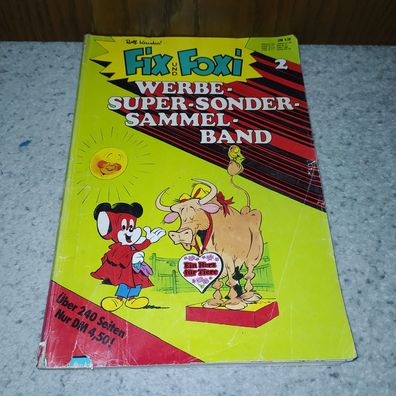 Rolf Kauka's
Fix UND Foxi
2
WERBE-
SUPER-SONDER-
SAMMEL-
BAND
Ein Herz
für Tiere
Über 240 Seiten
Nur DM 4,50!